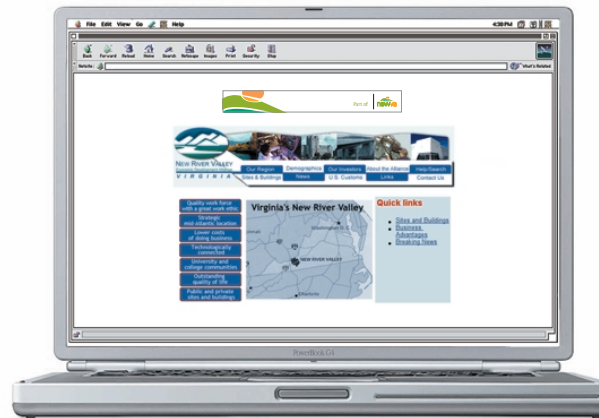 File Edit View Go Help
4:20 PM
Back Forward Reload Home Search Netscape Images Print Security Stop
What's Related
Part of
NEW RIVER VALLEY
VIRGINIA
Our Region Demographics Our Investors About the Alliance Help/Search
Sites & Buildings News U.S. Customs Links Contact Us
Quality work force
with a great work ethic
Strategic
mid-Atlantic location
Lower costs
of doing business
Technologically
connected
University and
college communities
Outstanding
quality of life
Public and private
sites and buildings
Virginia's New River Valley
Washington D.C.
NEW RIVER VALLEY
Quick links
Sites and Buildings
Business
Advantages
Breaking News
PowerBook G4